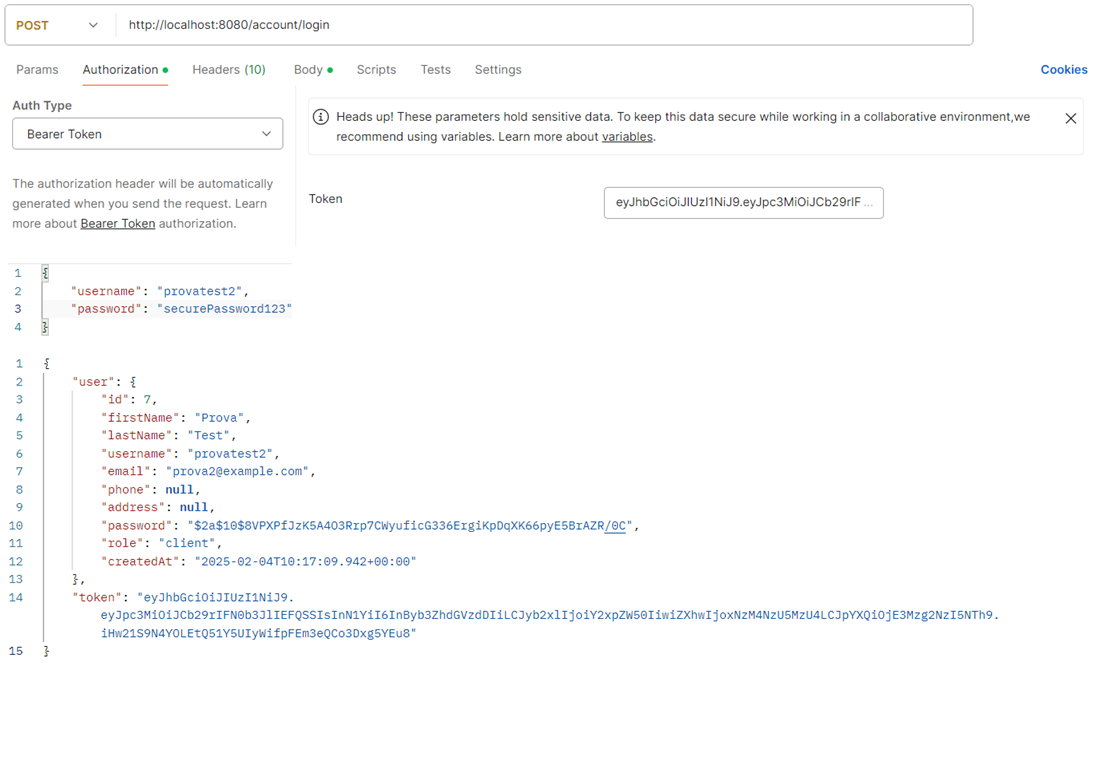 POST http://localhost:8080/account/login
Params Authorization Headers (10) Body Scripts Tests Settings Cookies
Auth Type
Bearer Token
Heads up! These parameters hold sensitive data. To keep this data secure while working in a collaborative environment,we
recommend using variables. Learn more about variables.
The authorization header will be automatically
generated when you send the request. Learn
more about Bearer Token authorization.
Token eyJhbGciOiJIUzI1NiJ9.eyJpc3MiOiJCb29rIF ...
1 {
2 "username": "provatest2",
3 "password": "securePassword123"
4 }
1 {
2 "user": {
3 "id": 7,
4 "firstName": "Prova",
5 "lastName": "Test",
6 "username": "provatest2",
7 "email": "prova2@example.com",
8 "phone": null,
9 "address": null,
10 "password": "$2a$10$8VPXPfJzK5A4O3Rrp7CWyuficG336ErgiKpDqXK66pyE5BrAZR/0C",
11 "role": "client",
12 "createdAt": "2025-02-04T10:17:09.942+00:00"
13 },
14 "token": "eyJhbGciOiJIUzI1NiJ9.
eyJpc3MiOiJCb29rIFN0b3JlIEFQSSIsInN1YiI6InByb3ZhdGVzdDIiLCJyb2xlIjoiY2xpZW50IiwiZXhwIjoxNzM4NzU5MzU4LCJpYXQiOjE3Mzg2NzI5NTh9.
iHw21S9N4YOLEtQ51Y5UIyWifpFEm3eQCo3Dxg5YEu8"
15 }